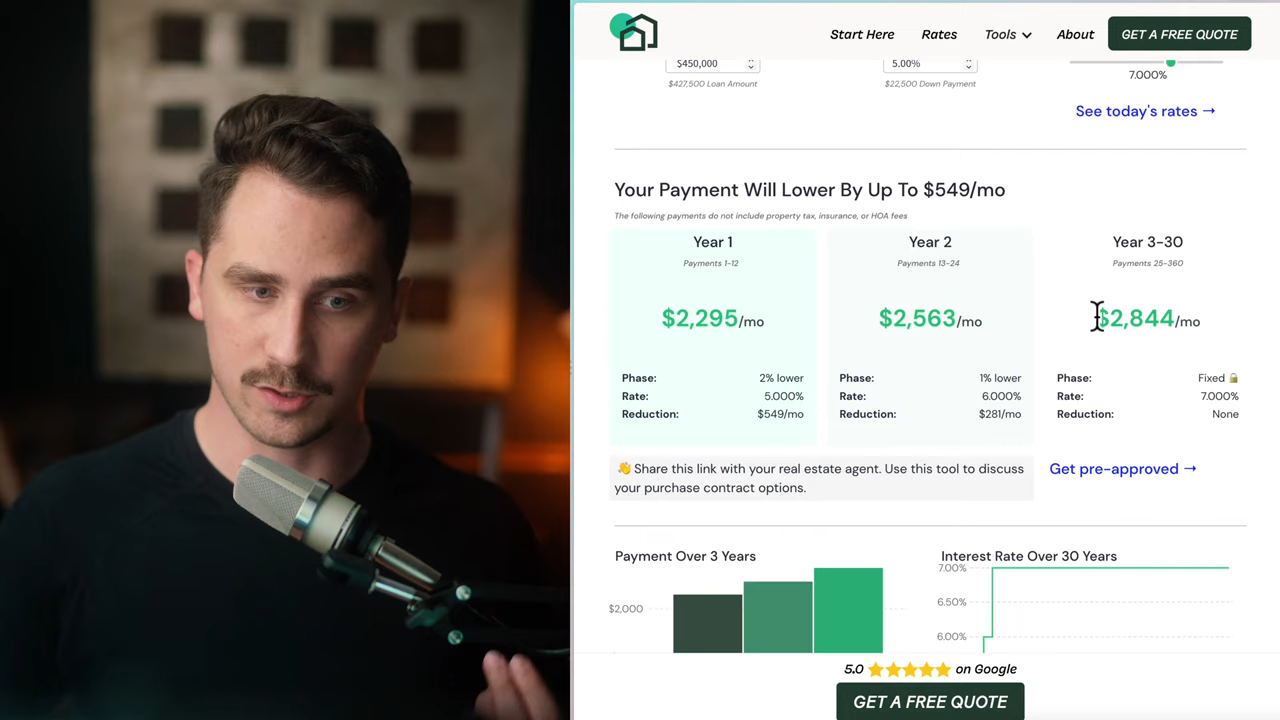 Start Here Rates Tools About GET A FREE QUOTE
$450,000 5.00%
$427,500 Loan Amount $22,500 Down Payment 7.000%
See today's rates →
Your Payment Will Lower By Up To $549/mo
The following payments do not include property tax, insurance, or HOA fees
Year 1 Year 2 Year 3-30
Payments 1-12 Payments 13-24 Payments 25-360
$2,295/mo $2,563/mo $2,844/mo
Phase: 2% lower Phase: 1% lower Phase: Fixed 🔒
Rate: 5.000% Rate: 6.000% Rate: 7.000%
Reduction: $549/mo Reduction: $281/mo Reduction: None
👋 Share this link with your real estate agent. Use this tool to discuss
your purchase contract options.
Get pre-approved →
Payment Over 3 Years Interest Rate Over 30 Years
7.00%
$2,000 6.50%
6.00%
5.0 ⭐⭐⭐⭐⭐ on Google
GET A FREE QUOTE